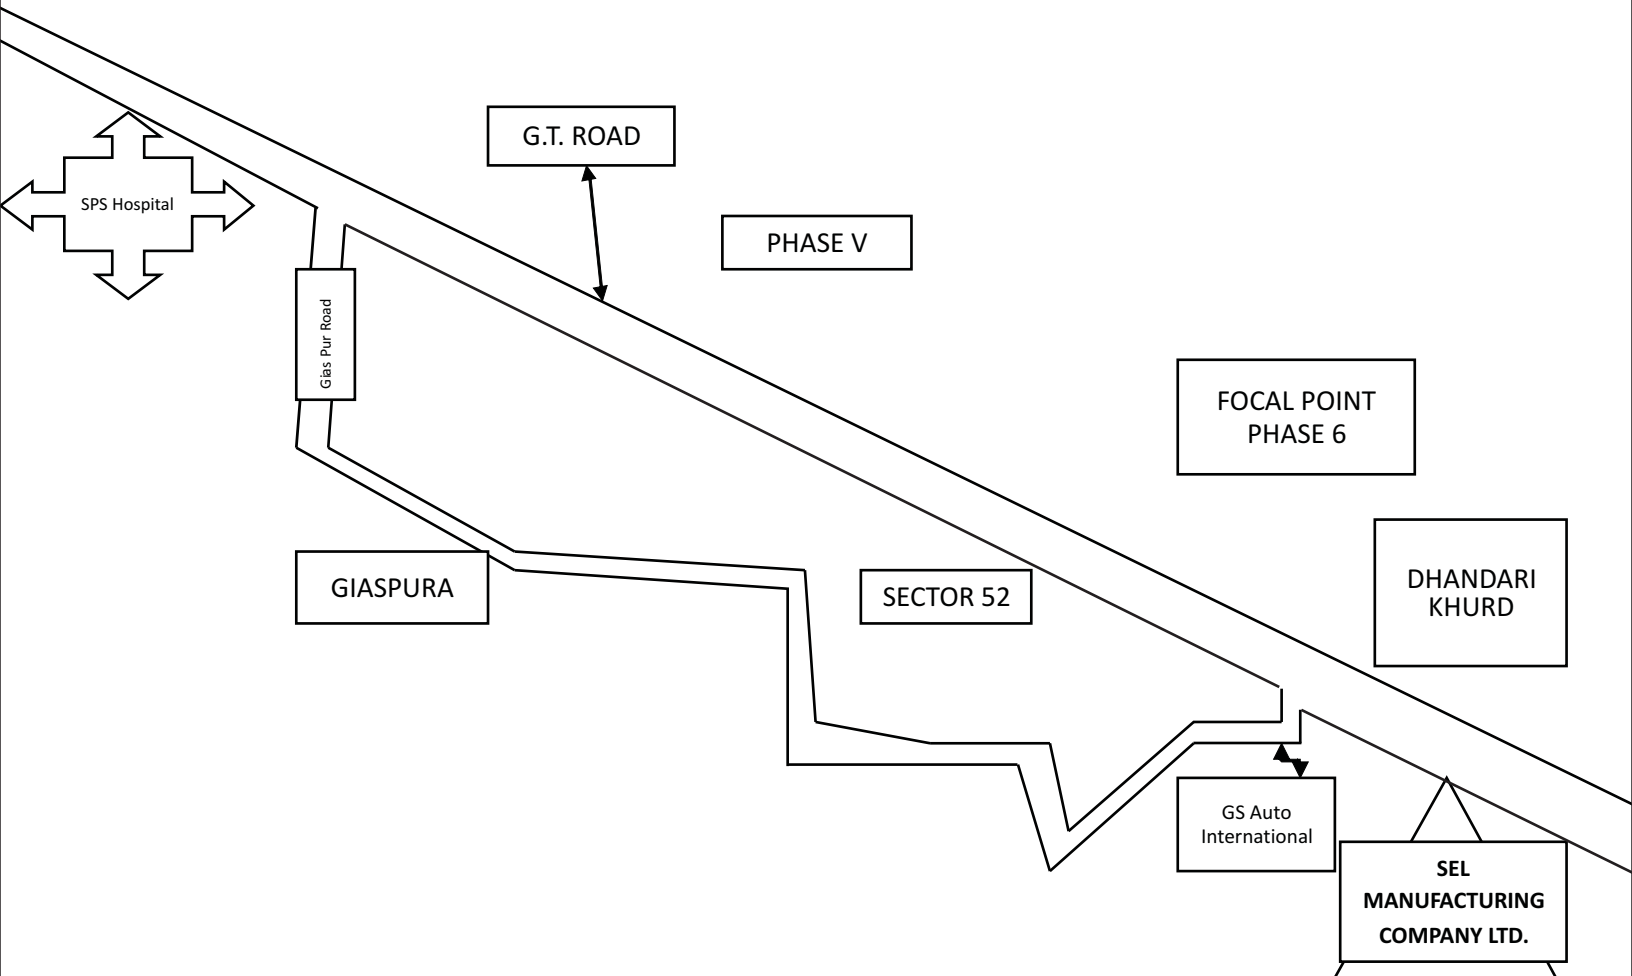 G.T. ROAD
SPS Hospital
PHASE V
Gias Pur Road
FOCAL POINT
PHASE 6
DHANDARI
KHURD
GIASPURA
SECTOR 52
GS Auto
International
SEL
MANUFACTURING
COMPANY LTD.